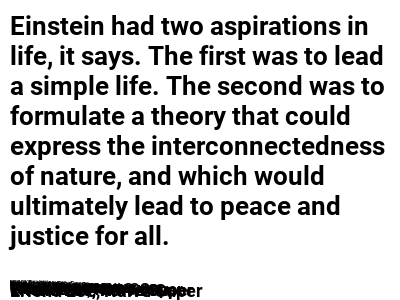 Einstein had two aspirations in
life, it says. The first was to lead
a simple life. The second was to
formulate a theory that could
express the interconnectedness
of nature, and which would
ultimately lead to peace and
justice for all.